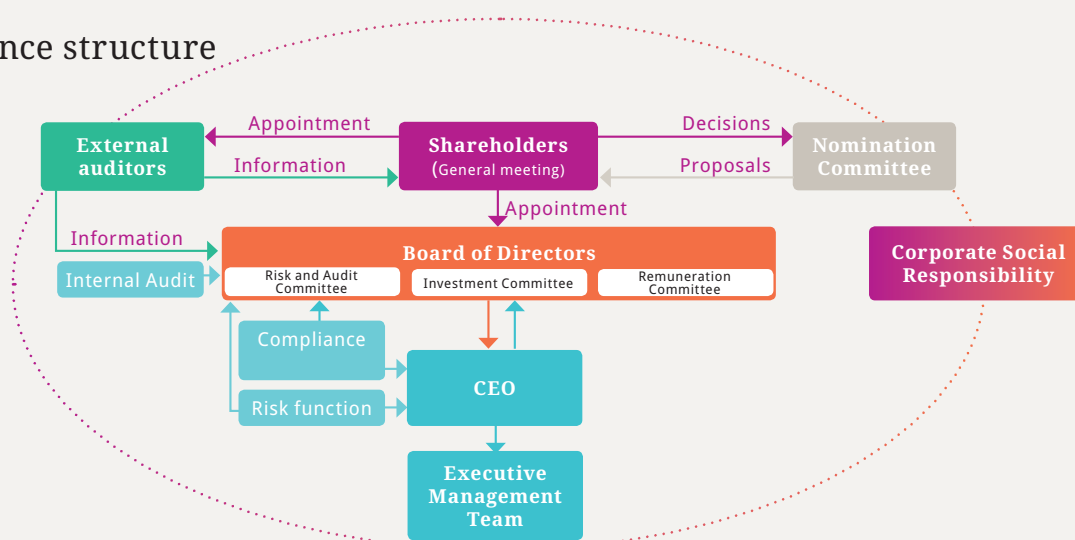 nce structure
Appointment
Decisions
External
auditors
Shareholders
(General meeting)
Nomination
Committee
Information
Proposals
Appointment
Information
Board of Directors
Corporate Social
Responsibility
Internal Audit
Risk and Audit
Committee
Investment Committee
Remuneration
Committee
Compliance
CEO
Risk function
Executive
Management
Team